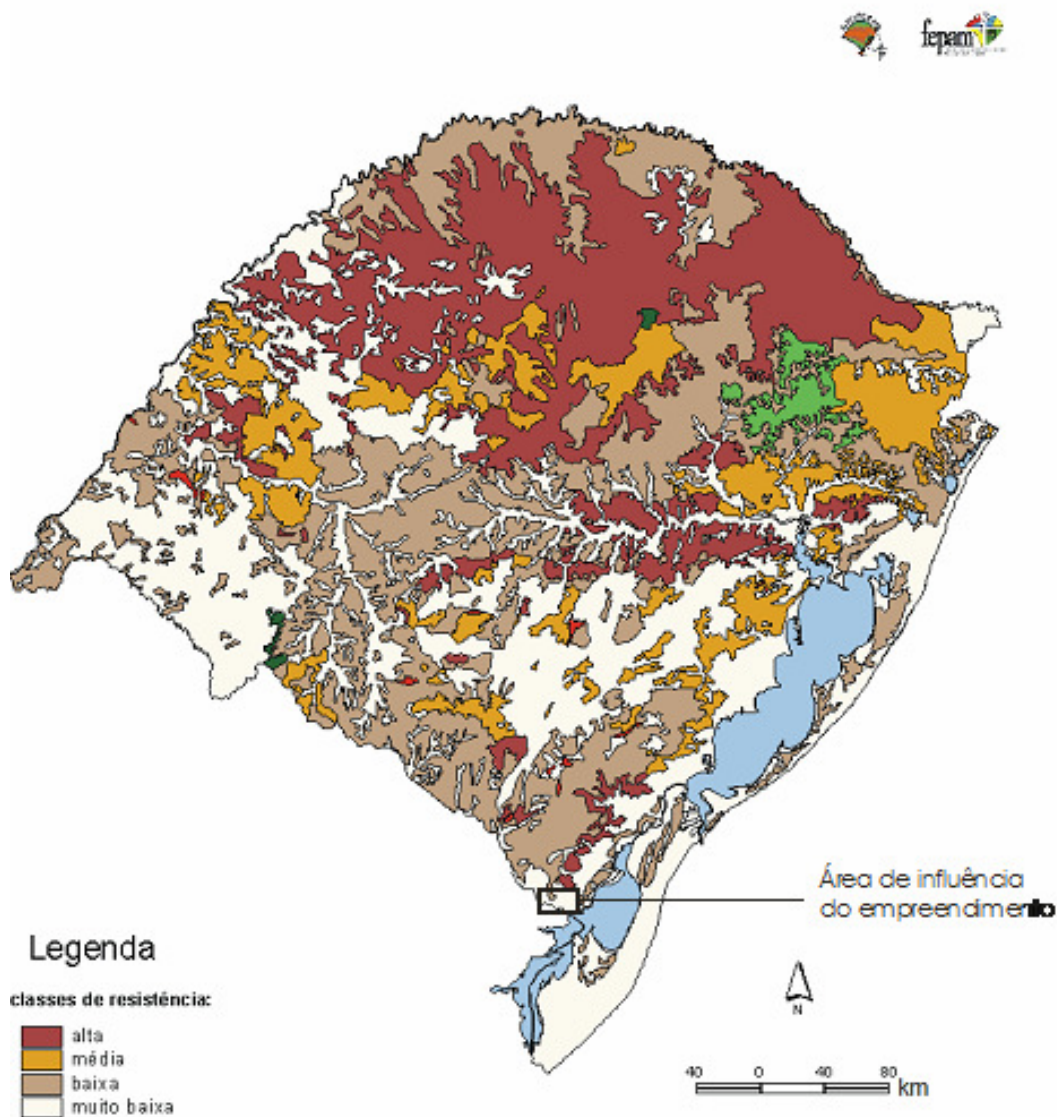 fepam
Área de influência
do empreendimento
Legenda
classes de resistência:
alta
média
baixa
muito baixa
N
40 0 40 80 km